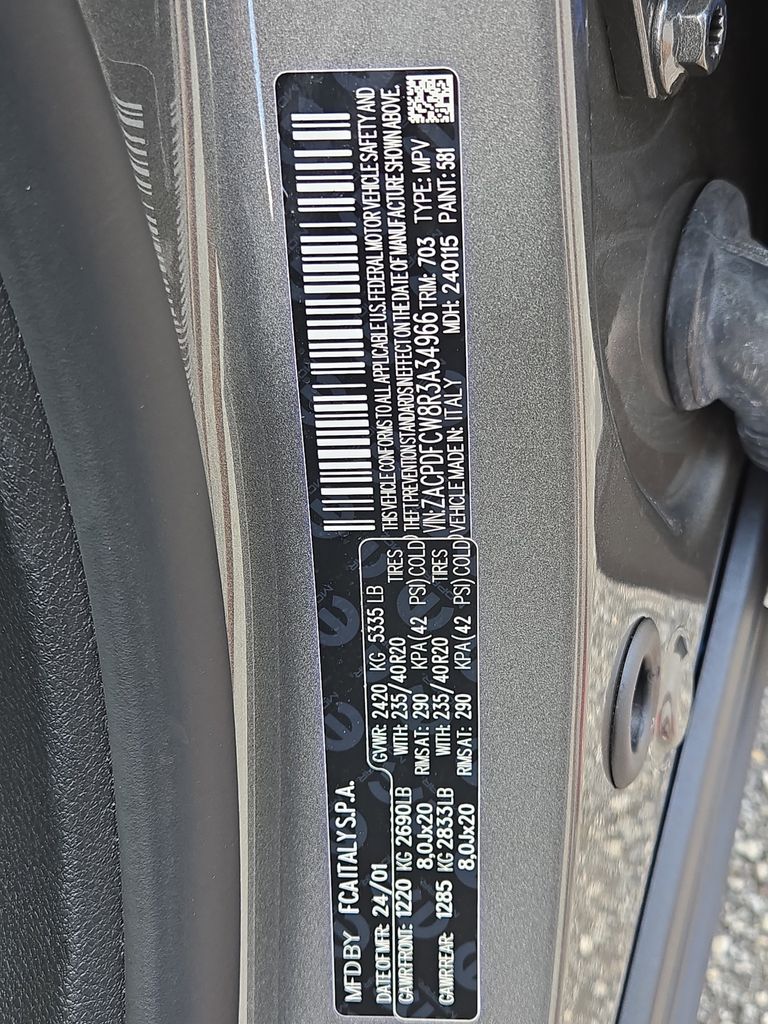 MFD BY FCA ITALY S.P.A.
DATE OF MFR: 24/01 GVWR: 2420 KG 5335 LB
GAWR FRONT: 1220 KG 2690LB WITH: 235/40R20 TIRES
8,0Jx20 RIMS AT: 290 KPA(42 PSI)COLD
GAWR REAR: 1285 KG 2833LB WITH: 235/40R20 TIRES
8,0Jx20 RIMS AT: 290 KPA(42 PSI)COLD
THIS VEHICLE CONFORMS TO ALL APPLICABLE U.S. FEDERAL MOTOR VEHICLE SAFETY AND
THEFT PREVENTION STANDARDS IN EFFECT ON THE DATE OF MANUFACTURE SHOWN ABOVE.
VIN: ZACPDFCW8R3A34966 TRIM: 703 TYPE: MPV
VEHICLE MADE IN: ITALY MDH: 240115 PAINT: 581